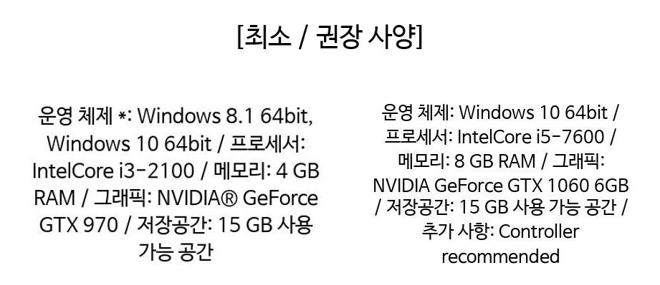 [최소 / 권장 사양]
운영 체제 *: Windows 8.1 64bit,
Windows 10 64bit / 프로세서:
IntelCore i3-2100 / 메모리: 4 GB
RAM / 그래픽: NVIDIA® GeForce
GTX 970 / 저장공간: 15 GB 사용
가능 공간
운영 체제: Windows 10 64bit /
프로세서: IntelCore i5-7600 /
메모리: 8 GB RAM / 그래픽:
NVIDIA GeForce GTX 1060 6GB
/ 저장공간: 15 GB 사용 가능 공간 /
추가 사항: Controller
recommended